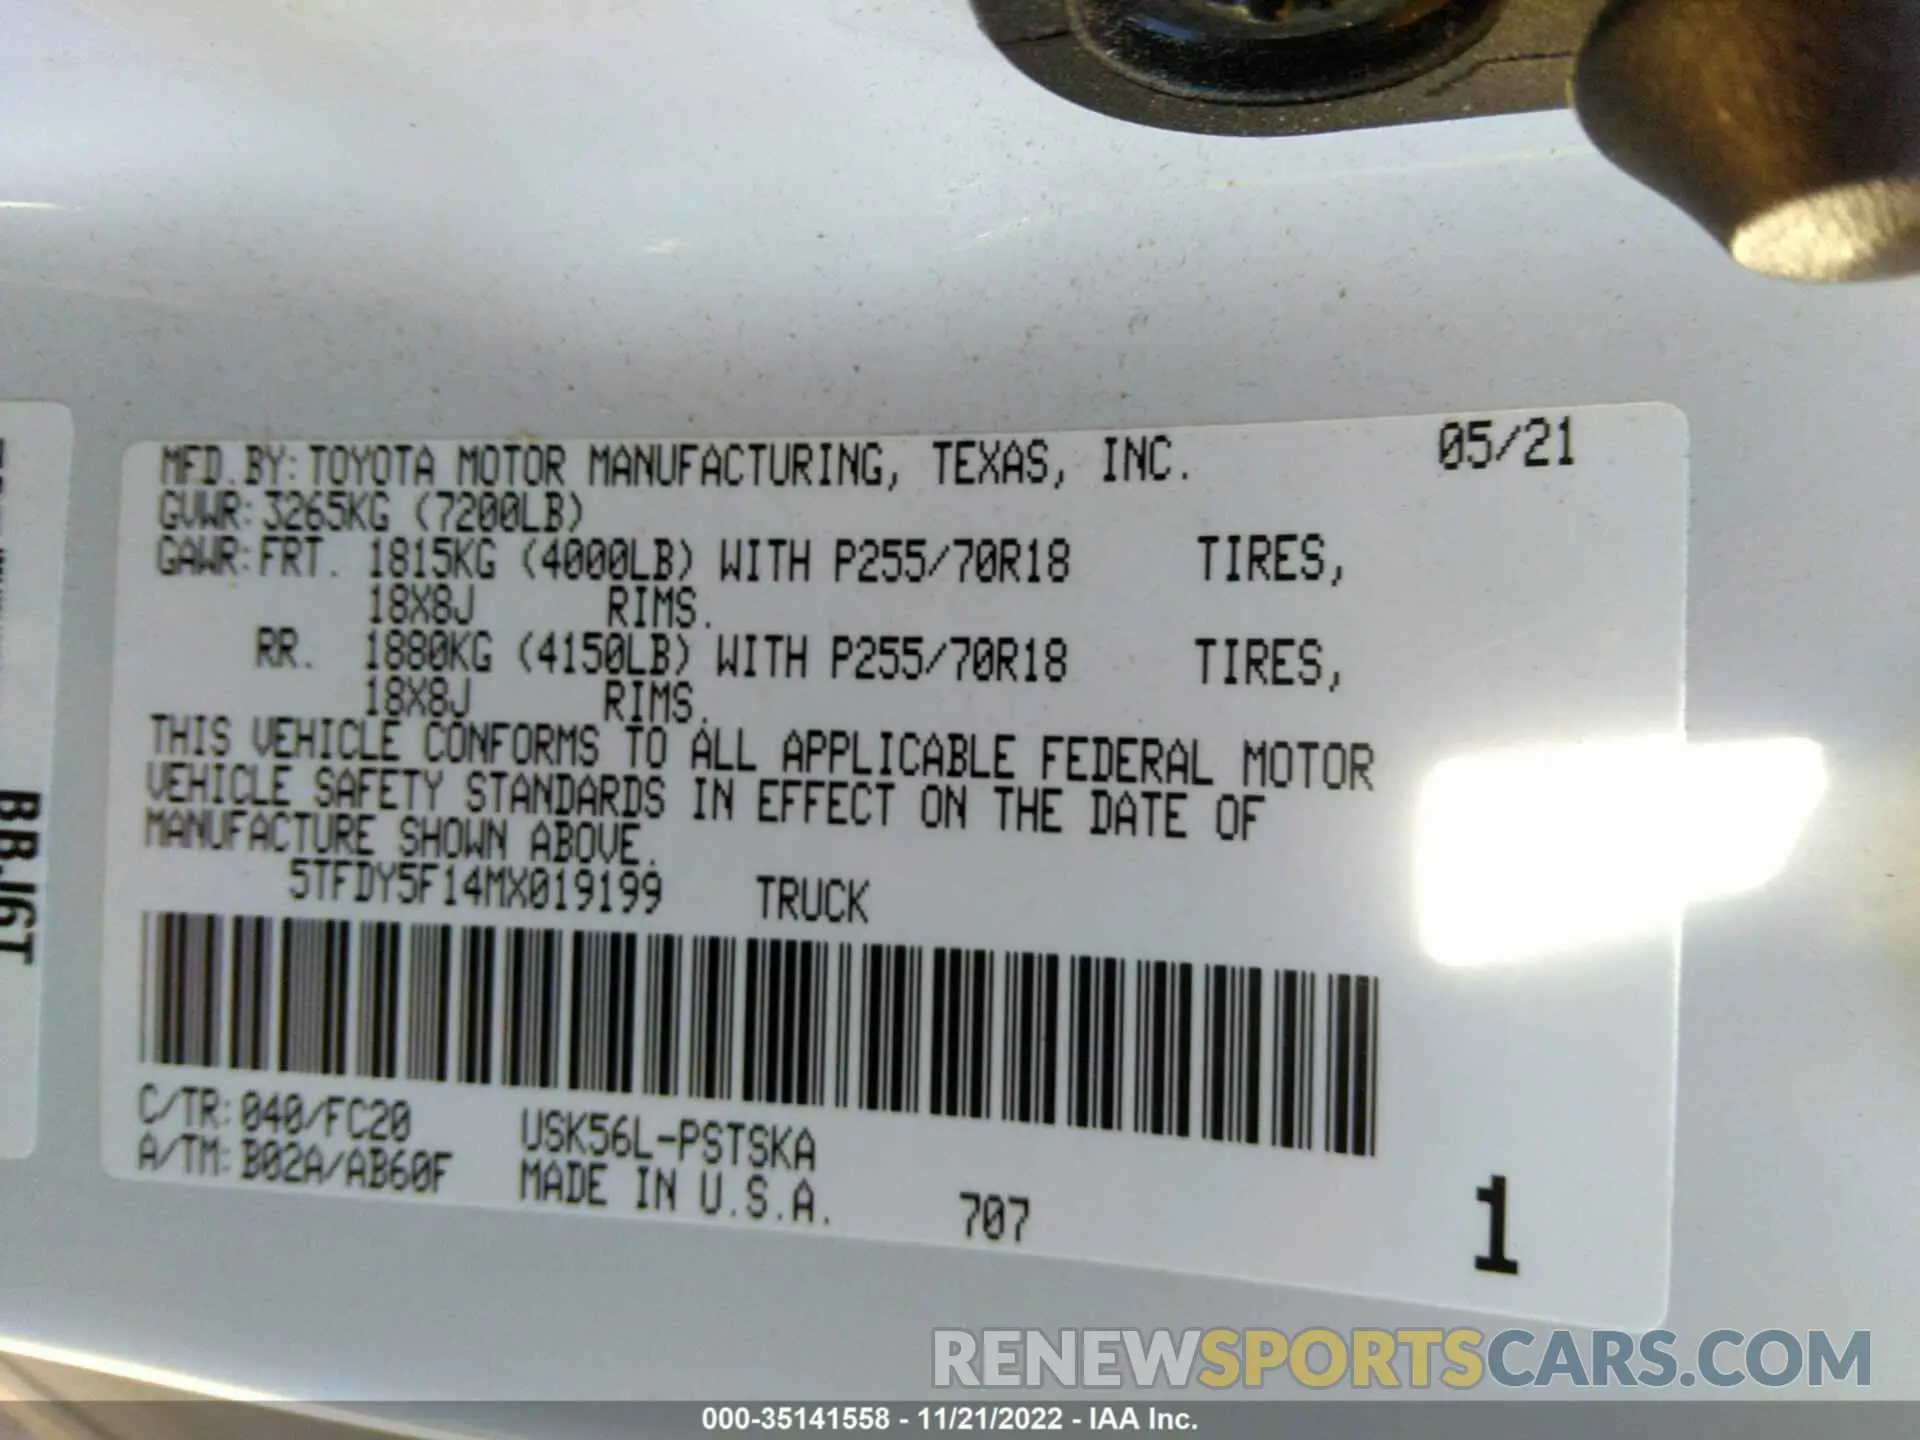 MFD.BY: TOYOTA MOTOR MANUFACTURING, TEXAS, INC. 05/21
GVWR: 3265KG (7200LB)
GAWR: FRT. 1815KG (4000LB) WITH P255/70R18 TIRES,
18X8J RIMS.
RR. 1880KG (4150LB) WITH P255/70R18 TIRES,
18X8J RIMS.
THIS VEHICLE CONFORMS TO ALL APPLICABLE FEDERAL MOTOR
VEHICLE SAFETY STANDARDS IN EFFECT ON THE DATE OF
MANUFACTURE SHOWN ABOVE.
5TFDY5F14MX019199 TRUCK
C/TR: 040/FC20 USK56L-PSTSKA
A/TM: B02A/AB60F MADE IN U.S.A. 707 1
BBJ6T
RENEWSPORTSCARS.COM
000-35141558 - 11/21/2022 - IAA Inc.